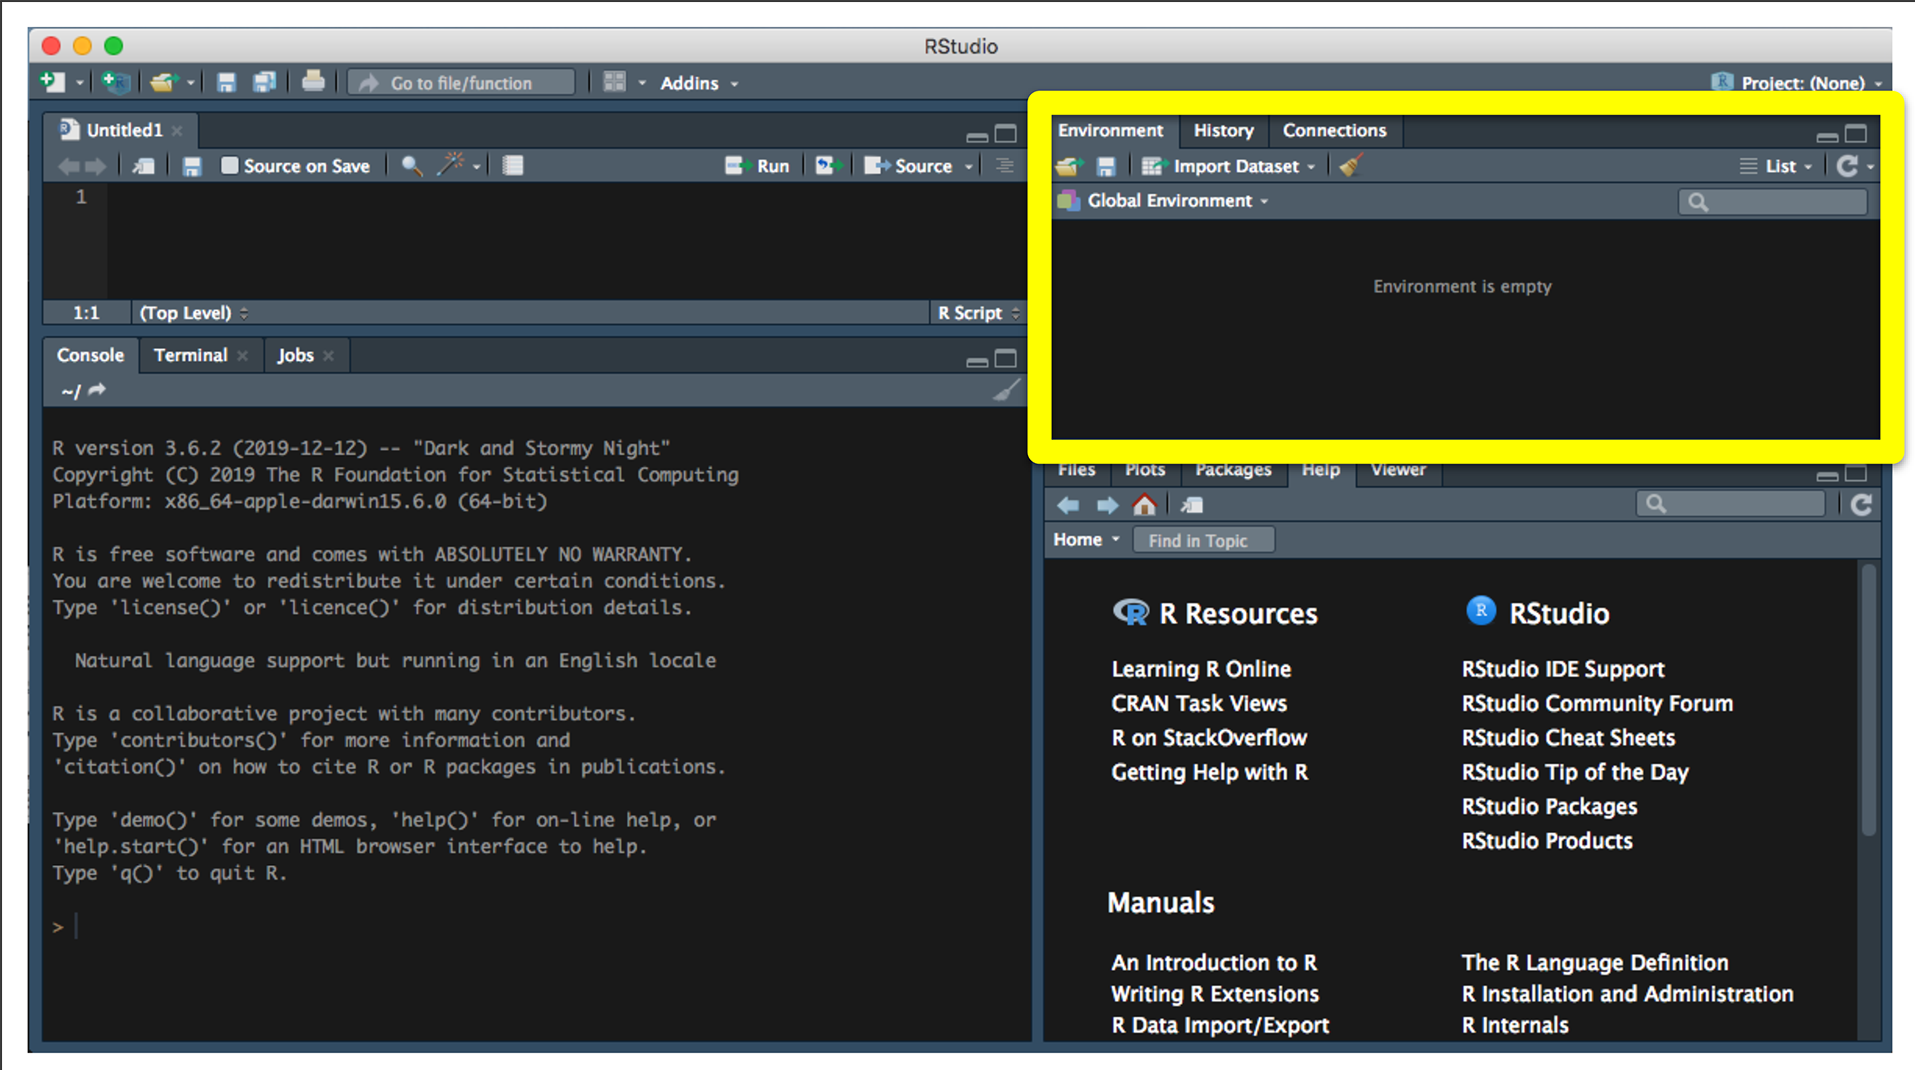 RStudio
Go to file/function
Addins
Project: (None)
Untitled1
Source on Save
Run
Source
1
1:1
(Top Level)
R Script
Console
Terminal
Jobs
~/
R version 3.6.2 (2019-12-12) -- "Dark and Stormy Night"
Copyright (C) 2019 The R Foundation for Statistical Computing
Platform: x86_64-apple-darwin15.6.0 (64-bit)
R is free software and comes with ABSOLUTELY NO WARRANTY.
You are welcome to redistribute it under certain conditions.
Type 'license()' or 'licence()' for distribution details.
Natural language support but running in an English locale
R is a collaborative project with many contributors.
Type 'contributors()' for more information and
'citation()' on how to cite R or R packages in publications.
Type 'demo()' for some demos, 'help()' for on-line help, or
'help.start()' for an HTML browser interface to help.
Type 'q()' to quit R.
>
Environment
History
Connections
Import Dataset
List
Global Environment
Environment is empty
Files
Plots
Packages
Help
Viewer
Home
Find in Topic
R Resources
Learning R Online
CRAN Task Views
R on StackOverflow
Getting Help with R
RStudio
RStudio IDE Support
RStudio Community Forum
RStudio Cheat Sheets
RStudio Tip of the Day
RStudio Packages
RStudio Products
Manuals
An Introduction to R
Writing R Extensions
R Data Import/Export
The R Language Definition
R Installation and Administration
R Internals